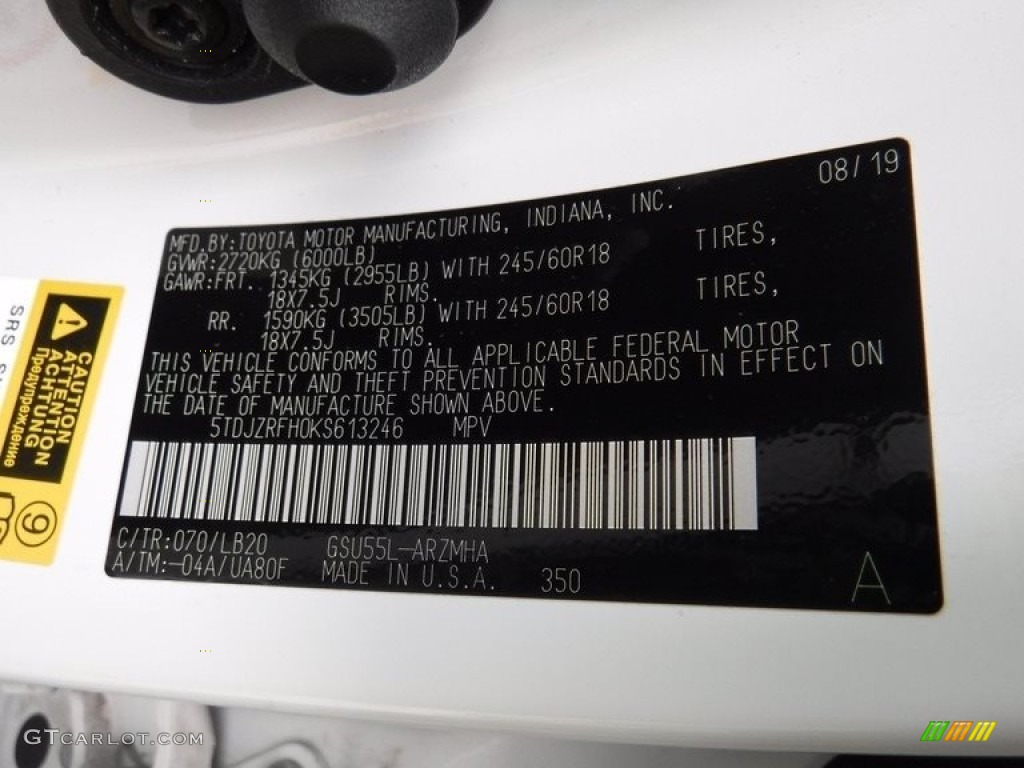 08/19
MFD.BY:TOYOTA MOTOR MANUFACTURING, INDIANA, INC.
GVWR:2720KG (6000LB)
GAWR:FRT. 1345KG (2955LB) WITH 245/60R18 TIRES,
18X7.5J RIMS.
RR. 1590KG (3505LB) WITH 245/60R18 TIRES,
18X7.5J RIMS.
THIS VEHICLE CONFORMS TO ALL APPLICABLE FEDERAL MOTOR
VEHICLE SAFETY AND THEFT PREVENTION STANDARDS IN EFFECT ON
THE DATE OF MANUFACTURE SHOWN ABOVE.
5TDJZRFH0KS613246 MPV
C/TR:070/LB20 GSU55L-ARZMHA
A/TM:-04A/UA80F MADE IN U.S.A. 350 A
CAUTION
ATTENTION
ACHTUNG
Предупреждение
9
SRS
GTCARLOT.COM